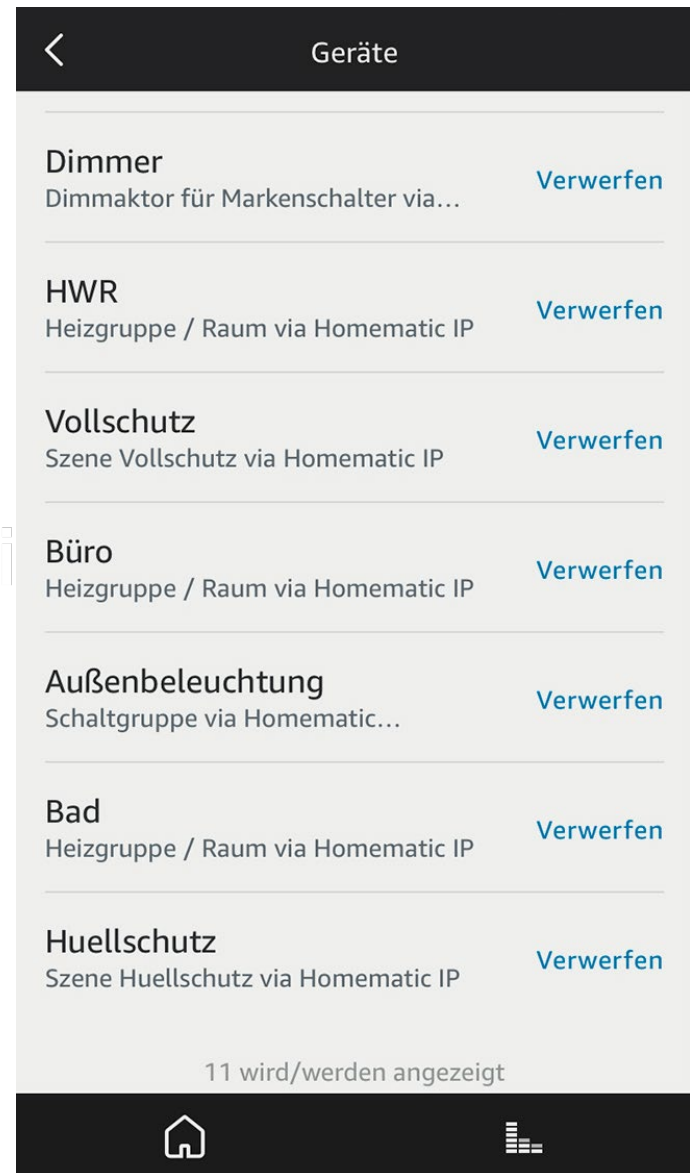 Geräte
Dimmer
Dimmaktor für Markenschalter via…
Verwerfen
HWR
Heizgruppe / Raum via Homematic IP
Verwerfen
Vollschutz
Szene Vollschutz via Homematic IP
Verwerfen
Büro
Heizgruppe / Raum via Homematic IP
Verwerfen
Außenbeleuchtung
Schaltgruppe via Homematic…
Verwerfen
Bad
Heizgruppe / Raum via Homematic IP
Verwerfen
Huellschutz
Szene Huellschutz via Homematic IP
Verwerfen
11 wird/werden angezeigt